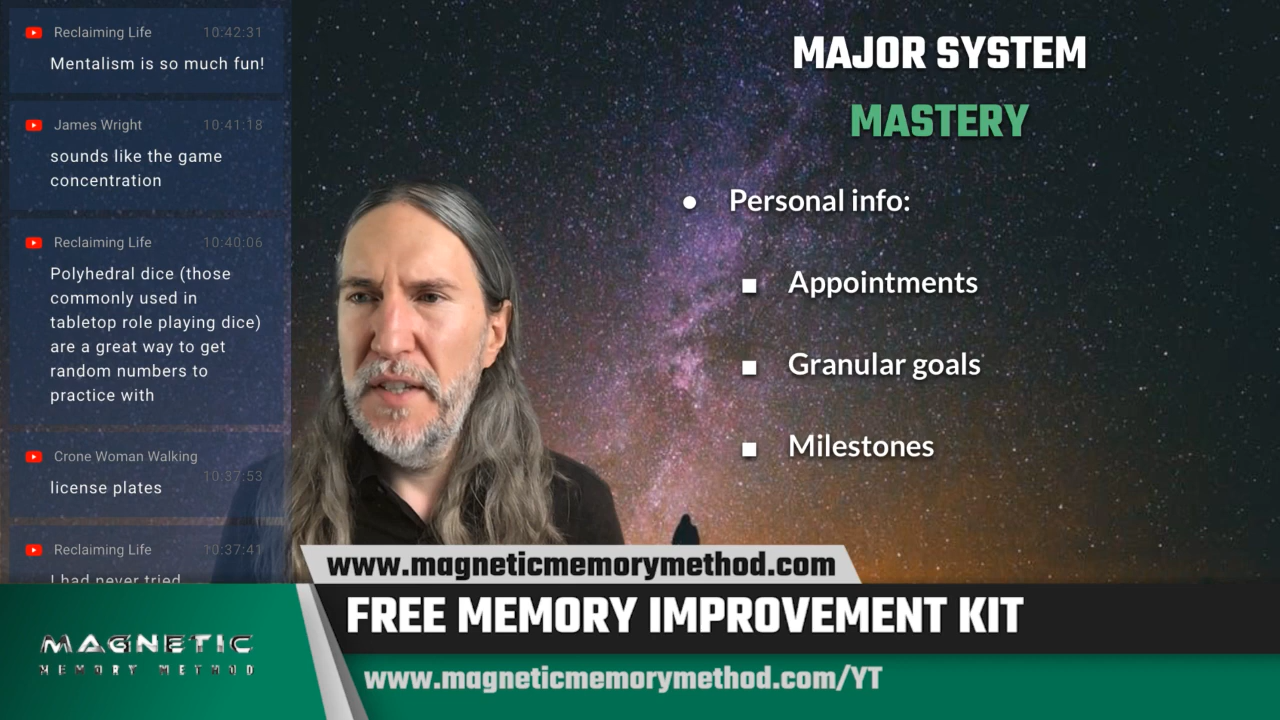 Reclaiming Life 10:42:31
Mentalism is so much fun!
James Wright 10:41:18
sounds like the game
concentration
Reclaiming Life 10:40:06
Polyhedral dice (those
commonly used in
tabletop role playing dice)
are a great way to get
random numbers to
practice with
Crone Woman Walking
10:37:53
license plates
Reclaiming Life 10:37:41
I had never tried
MAJOR SYSTEM
MASTERY
• Personal info:
■ Appointments
■ Granular goals
■ Milestones
www.magneticmemorymethod.com
FREE MEMORY IMPROVEMENT KIT
www.magneticmemorymethod.com/YT
MAGNETIC
MEMORY METHOD